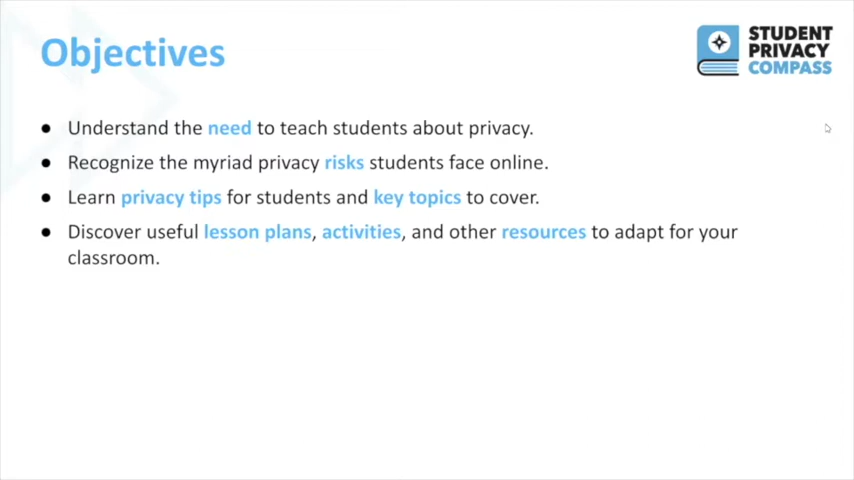 Objectives
STUDENT
PRIVACY
COMPASS
● Understand the need to teach students about privacy.
● Recognize the myriad privacy risks students face online.
● Learn privacy tips for students and key topics to cover.
● Discover useful lesson plans, activities, and other resources to adapt for your
classroom.